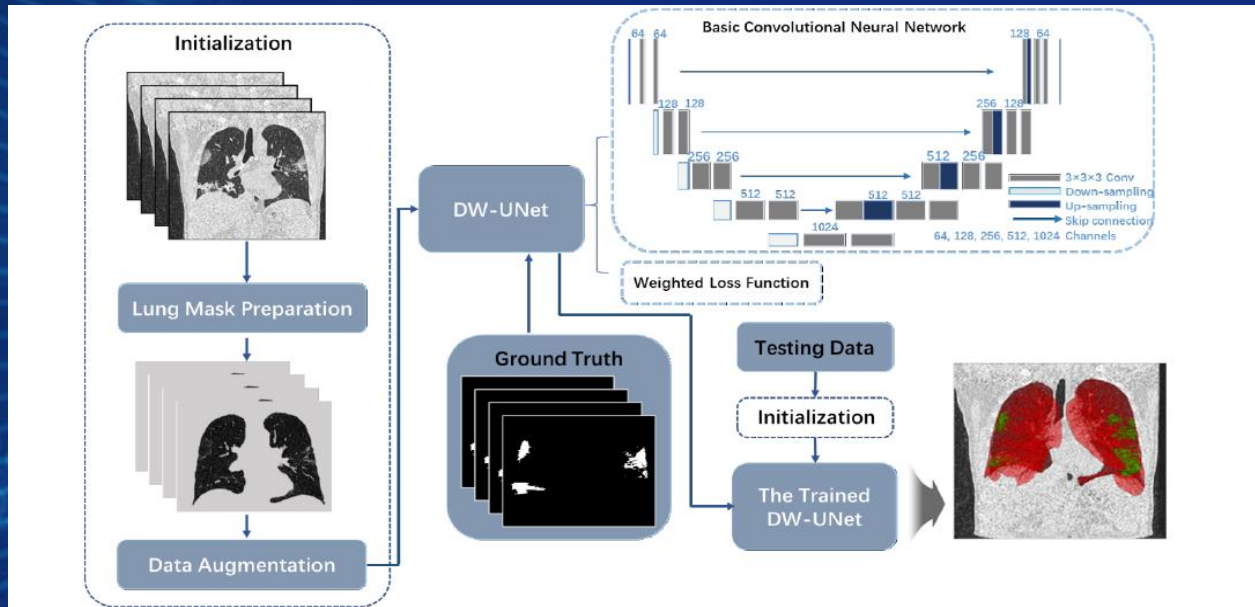 Initialization
Lung Mask Preparation
Data Augmentation
DW-UNet
Ground Truth
Basic Convolutional Neural Network
64 64
128 64
128 128
256 128
256 256
512 256
512 512
512 512
1024
3×3×3 Conv
Down-sampling
Up-sampling
Skip connection
64, 128, 256, 512, 1024 Channels
Weighted Loss Function
Testing Data
Initialization
The Trained
DW-UNet